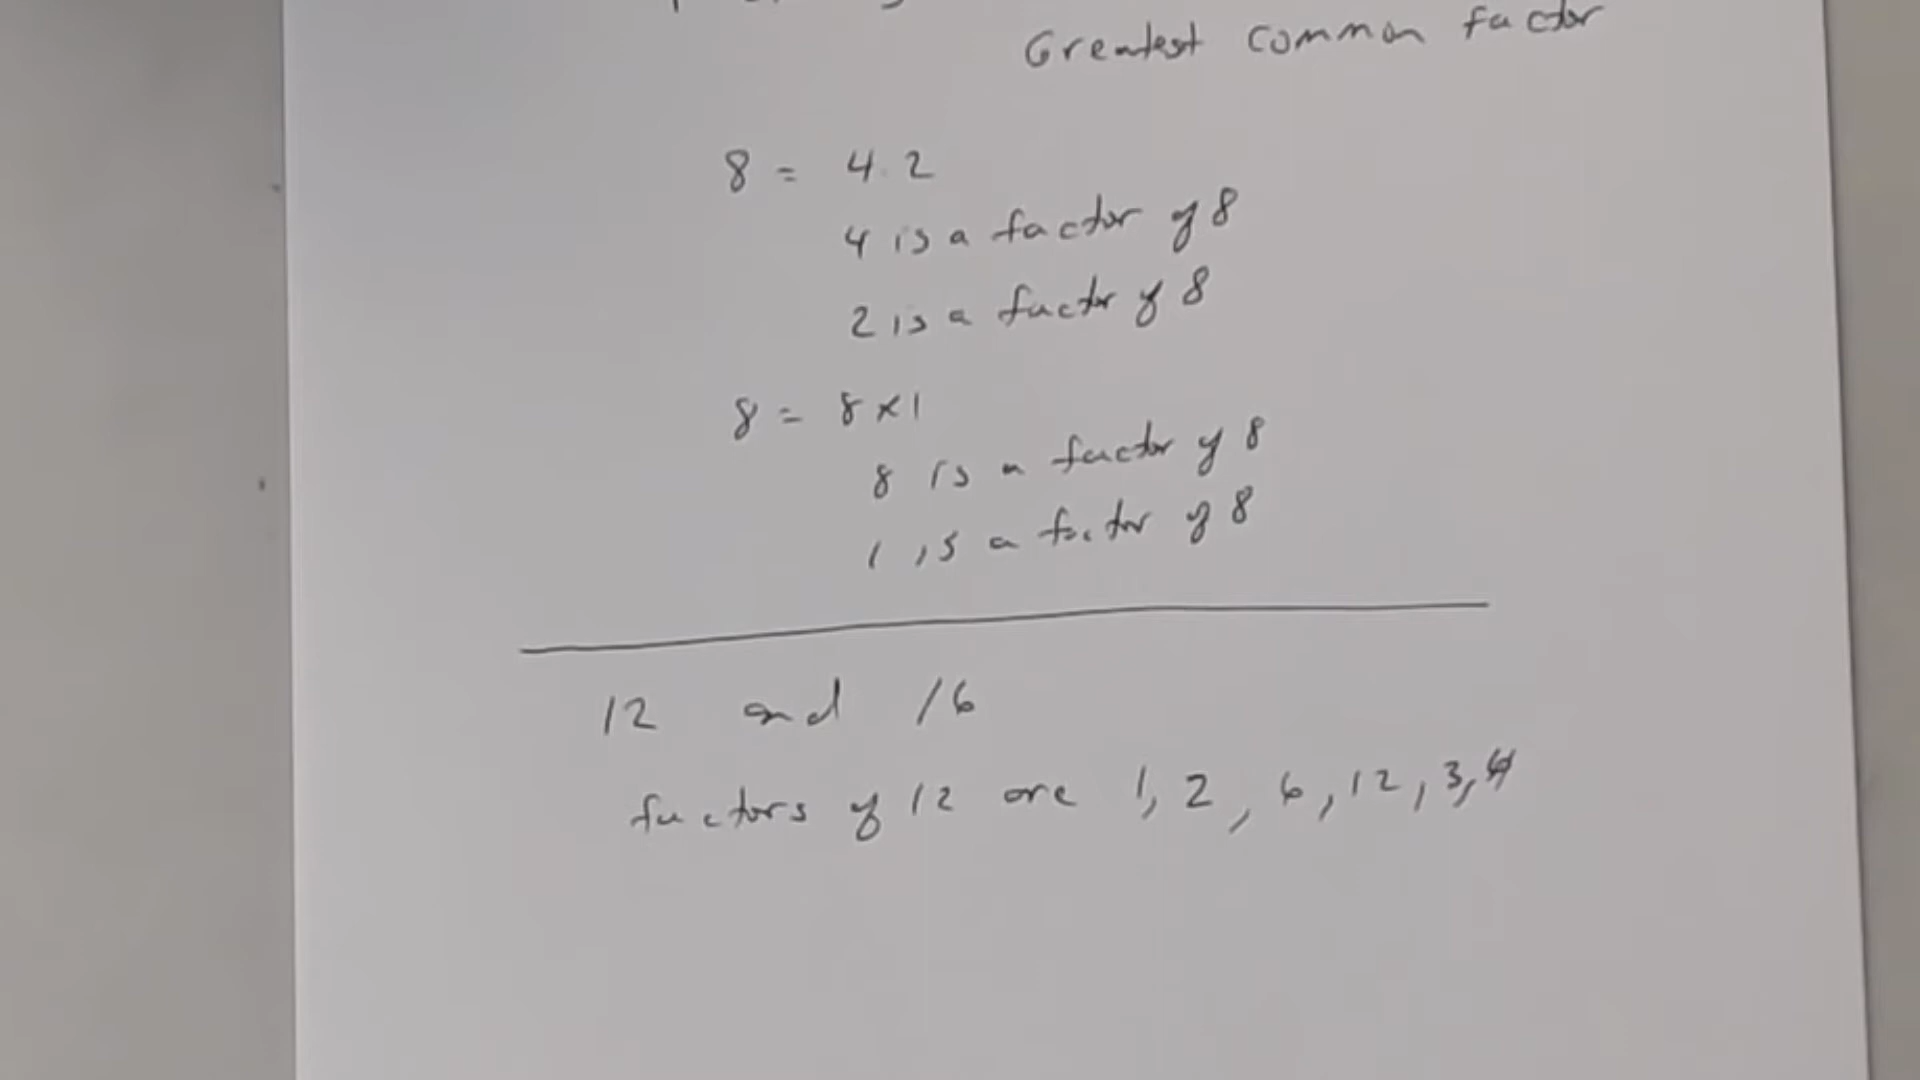 Greatest common factor
8 = 4.2
4 is a factor of 8
2 is a factor of 8
8 = 8x1
8 is a factor of 8
1 is a factor of 8
12 and 16
factors of 12 are 1, 2, 6, 12, 3, 4